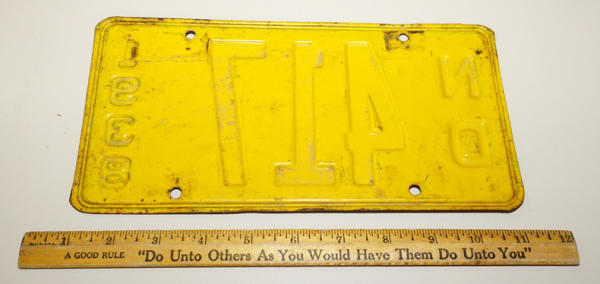 N D
417
1938
1 2 3 4 5 6 7 8 9 10 11 12
A GOOD RULE "Do Unto Others As You Would Have Them Do Unto You"